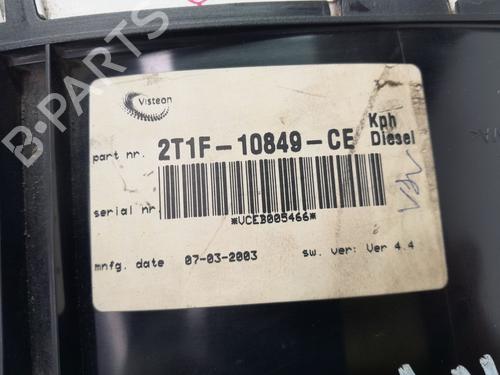 B-PARTS
Visteon
part nr. 2T1F-10849-CE Kph Diesel
serial nr.
*VCEB005466*
mnfg. date 07-03-2003 sw. ver: Ver 4.4